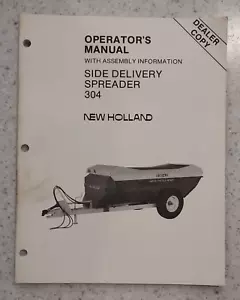 OPERATOR'S
MANUAL
WITH ASSEMBLY INFORMATION
SIDE DELIVERY
SPREADER
304
NEW HOLLAND
DEALER
COPY